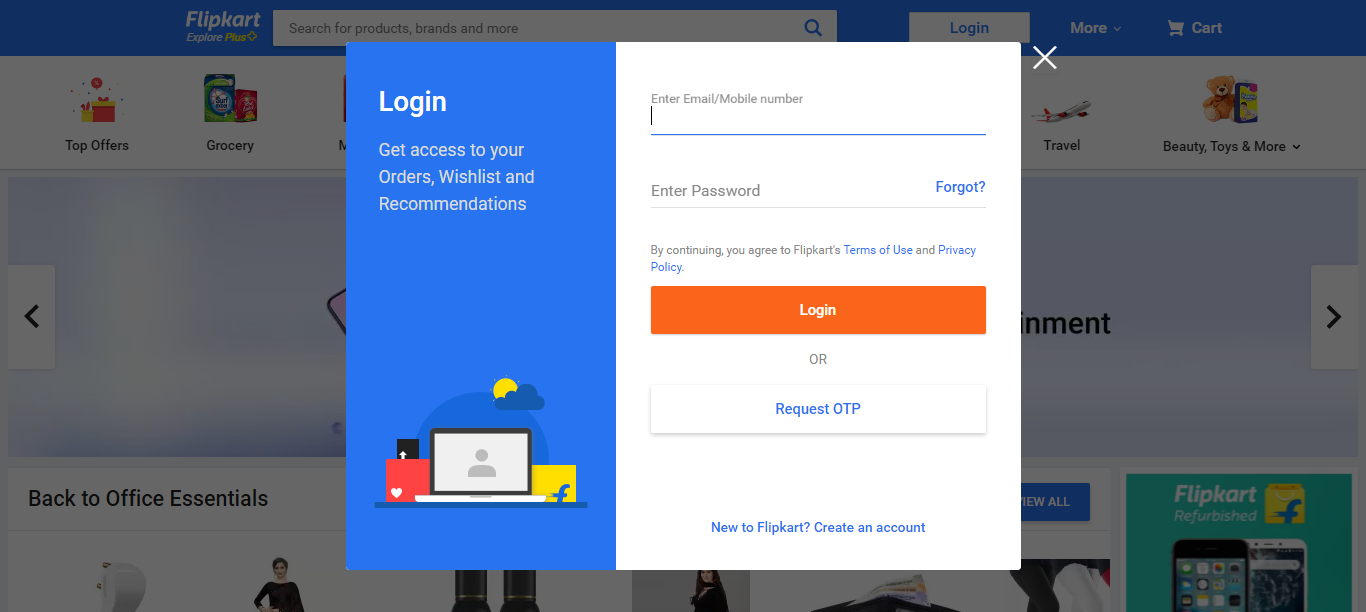 Flipkart
Explore Plus
Search for products, brands and more
Login
More
Cart
Top Offers
Grocery
M
Travel
Beauty, Toys & More
Login
Get access to your
Orders, Wishlist and
Recommendations
Enter Email/Mobile number
Enter Password
Forgot?
By continuing, you agree to Flipkart's Terms of Use and Privacy
Policy.
Login
OR
Request OTP
New to Flipkart? Create an account
inment
Back to Office Essentials
VIEW ALL
Flipkart
Refurbished